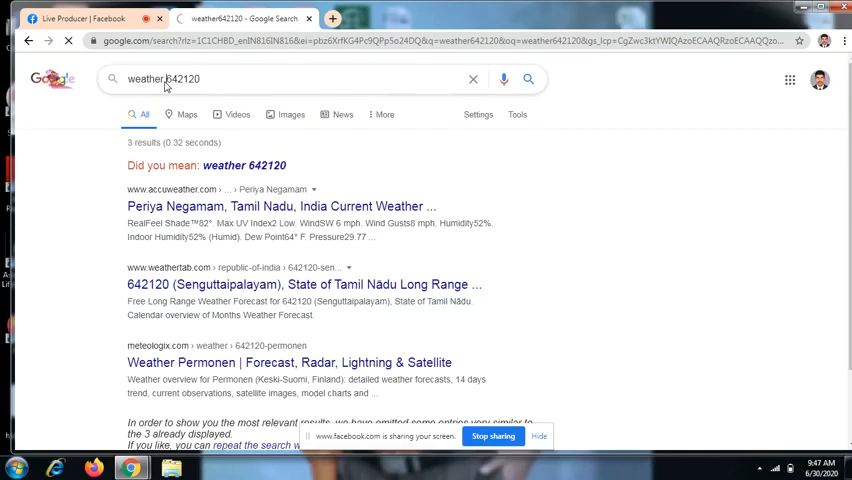 Live Producer | Facebook
weather642120 - Google Search
google.com/search?rlz=1C1CHBD_enIN816IN816&ei=pbz6XrfKG4Pc9QPp5o24DQ&q=weather642120&oq=weather642120&gs_lcp=CgZwc3ktYWIQAzoECAAQRzoECAAQDzo...
Google
weather 642120
All
Maps
Videos
Images
News
More
Settings
Tools
3 results (0.32 seconds)
Did you mean: weather 642120
www.accuweather.com › ... › Periya Negamam
Periya Negamam, Tamil Nadu, India Current Weather ...
RealFeel Shade™82°. Max UV Index2 Low. WindSW 6 mph. Wind Gusts8 mph. Humidity52%.
Indoor Humidity52% (Humid). Dew Point64° F. Pressure29.77 ...
www.weathertab.com › republic-of-india › 642120-sen...
642120 (Senguttaipalayam), State of Tamil Nādu Long Range ...
Free Long Range Weather Forecast for 642120 (Senguttaipalayam), State of Tamil Nādu.
Calendar overview of Months Weather Forecast.
meteologix.com › weather › 642120-permonen
Weather Permonen | Forecast, Radar, Lightning & Satellite
Weather overview for Permonen (Keski-Suomi, Finland): detailed weather forecasts, 14 days
trend, current observations, satellite images, model charts and ...
In order to show you the most relevant results, we have omitted some entries very similar to
the 3 already displayed.
If you like, you can repeat the search w
www.facebook.com is sharing your screen.
Stop sharing
Hide
9:47 AM
6/30/2020